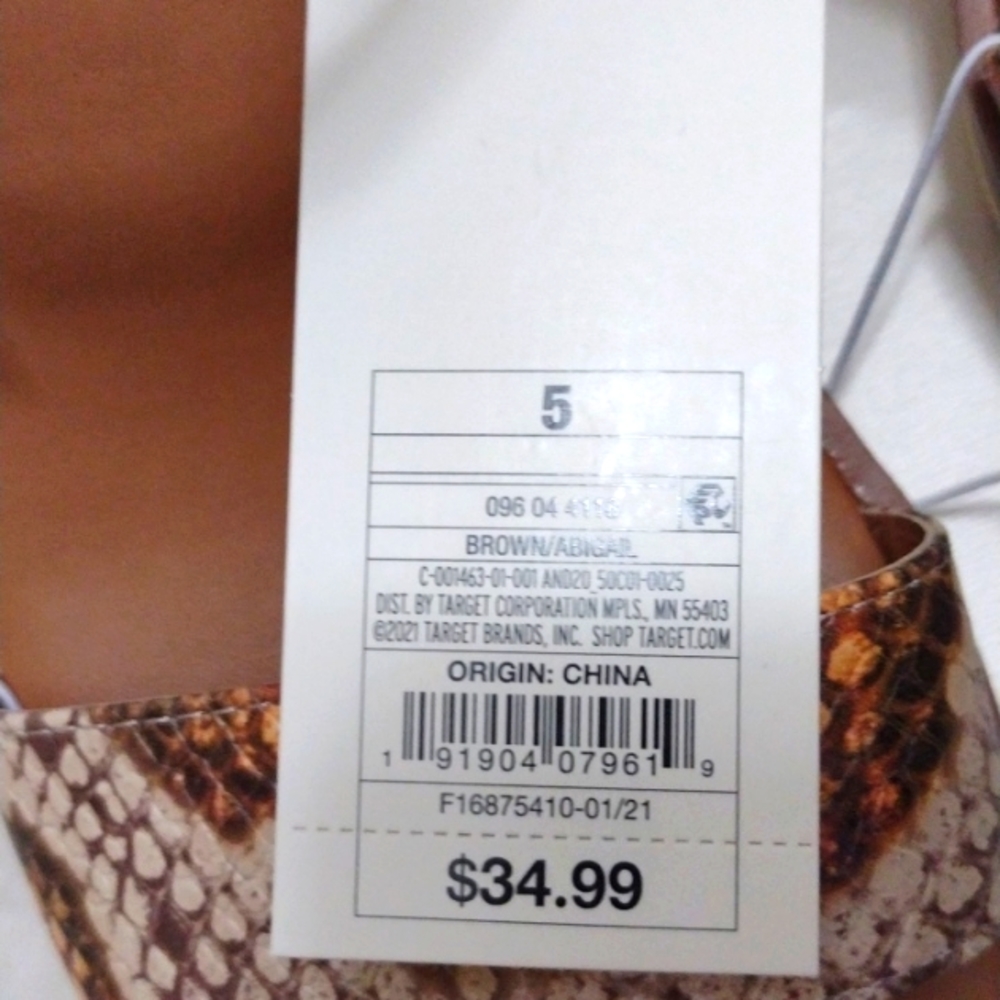 5
096 04
BROWN/ABIGAIL
C-001463-01-001 AND20_50C01-0025
DIST. BY TARGET CORPORATION MPLS., MN 55403
©2021 TARGET BRANDS, INC. SHOP TARGET.COM
ORIGIN: CHINA
1 91904 07961 9
F16875410-01/21
$34.99